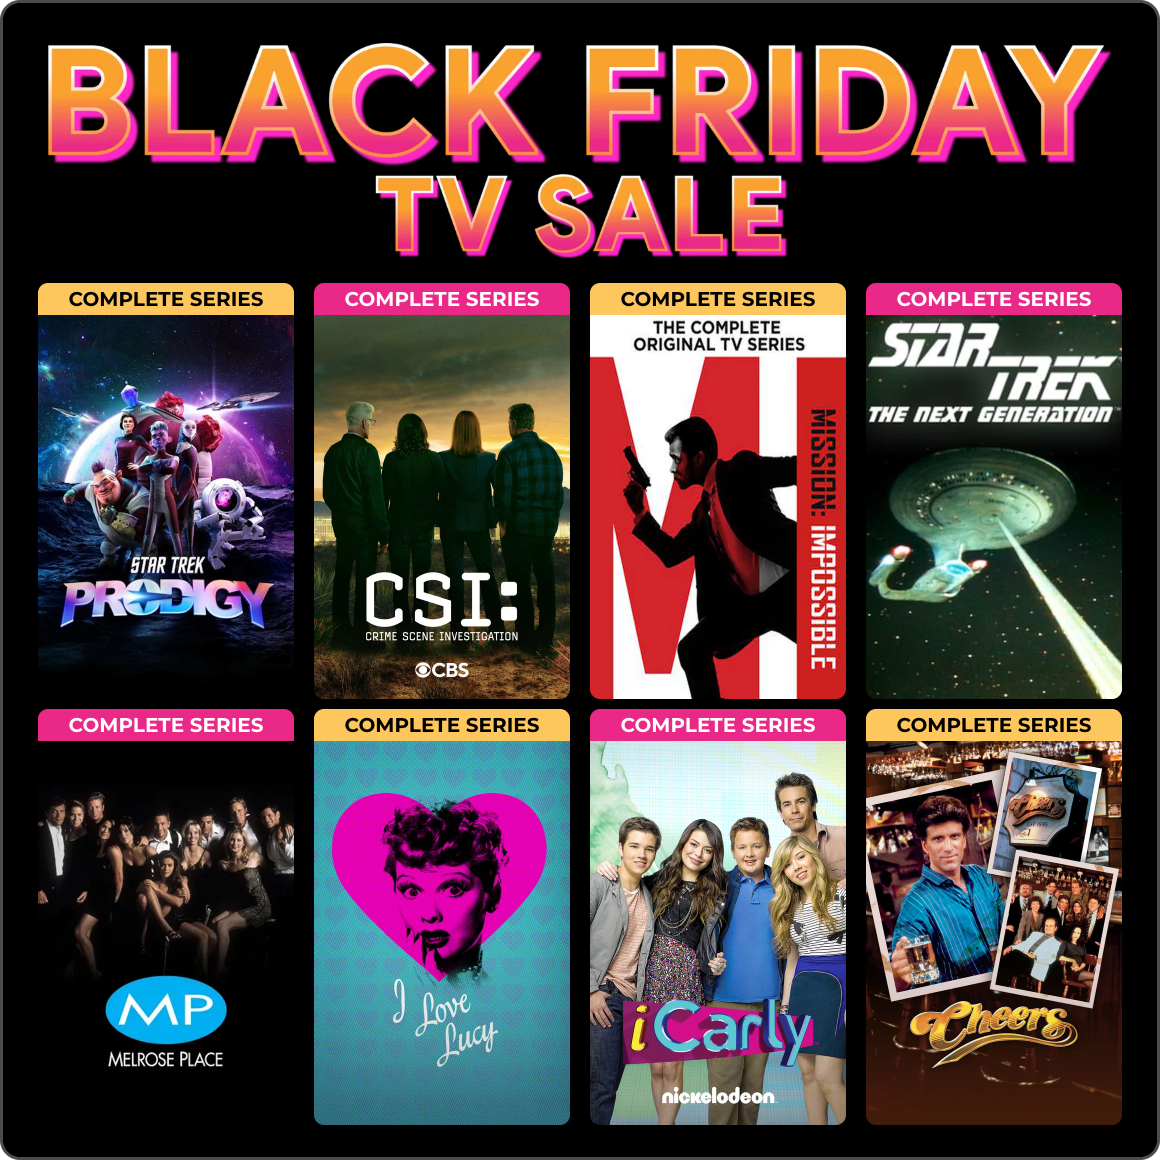 BLACK FRIDAY
TV SALE
COMPLETE SERIES
COMPLETE SERIES
COMPLETE SERIES
COMPLETE SERIES
STAR TREK
PRODIGY
CSI:
CRIME SCENE INVESTIGATION
CBS
THE COMPLETE
ORIGINAL TV SERIES
MI
MISSION: IMPOSSIBLE
STAR
TREK
THE NEXT GENERATION
COMPLETE SERIES
COMPLETE SERIES
COMPLETE SERIES
COMPLETE SERIES
MP
MELROSE PLACE
I Love
Lucy
iCarly
nickelodeon
Cheers
Cheers